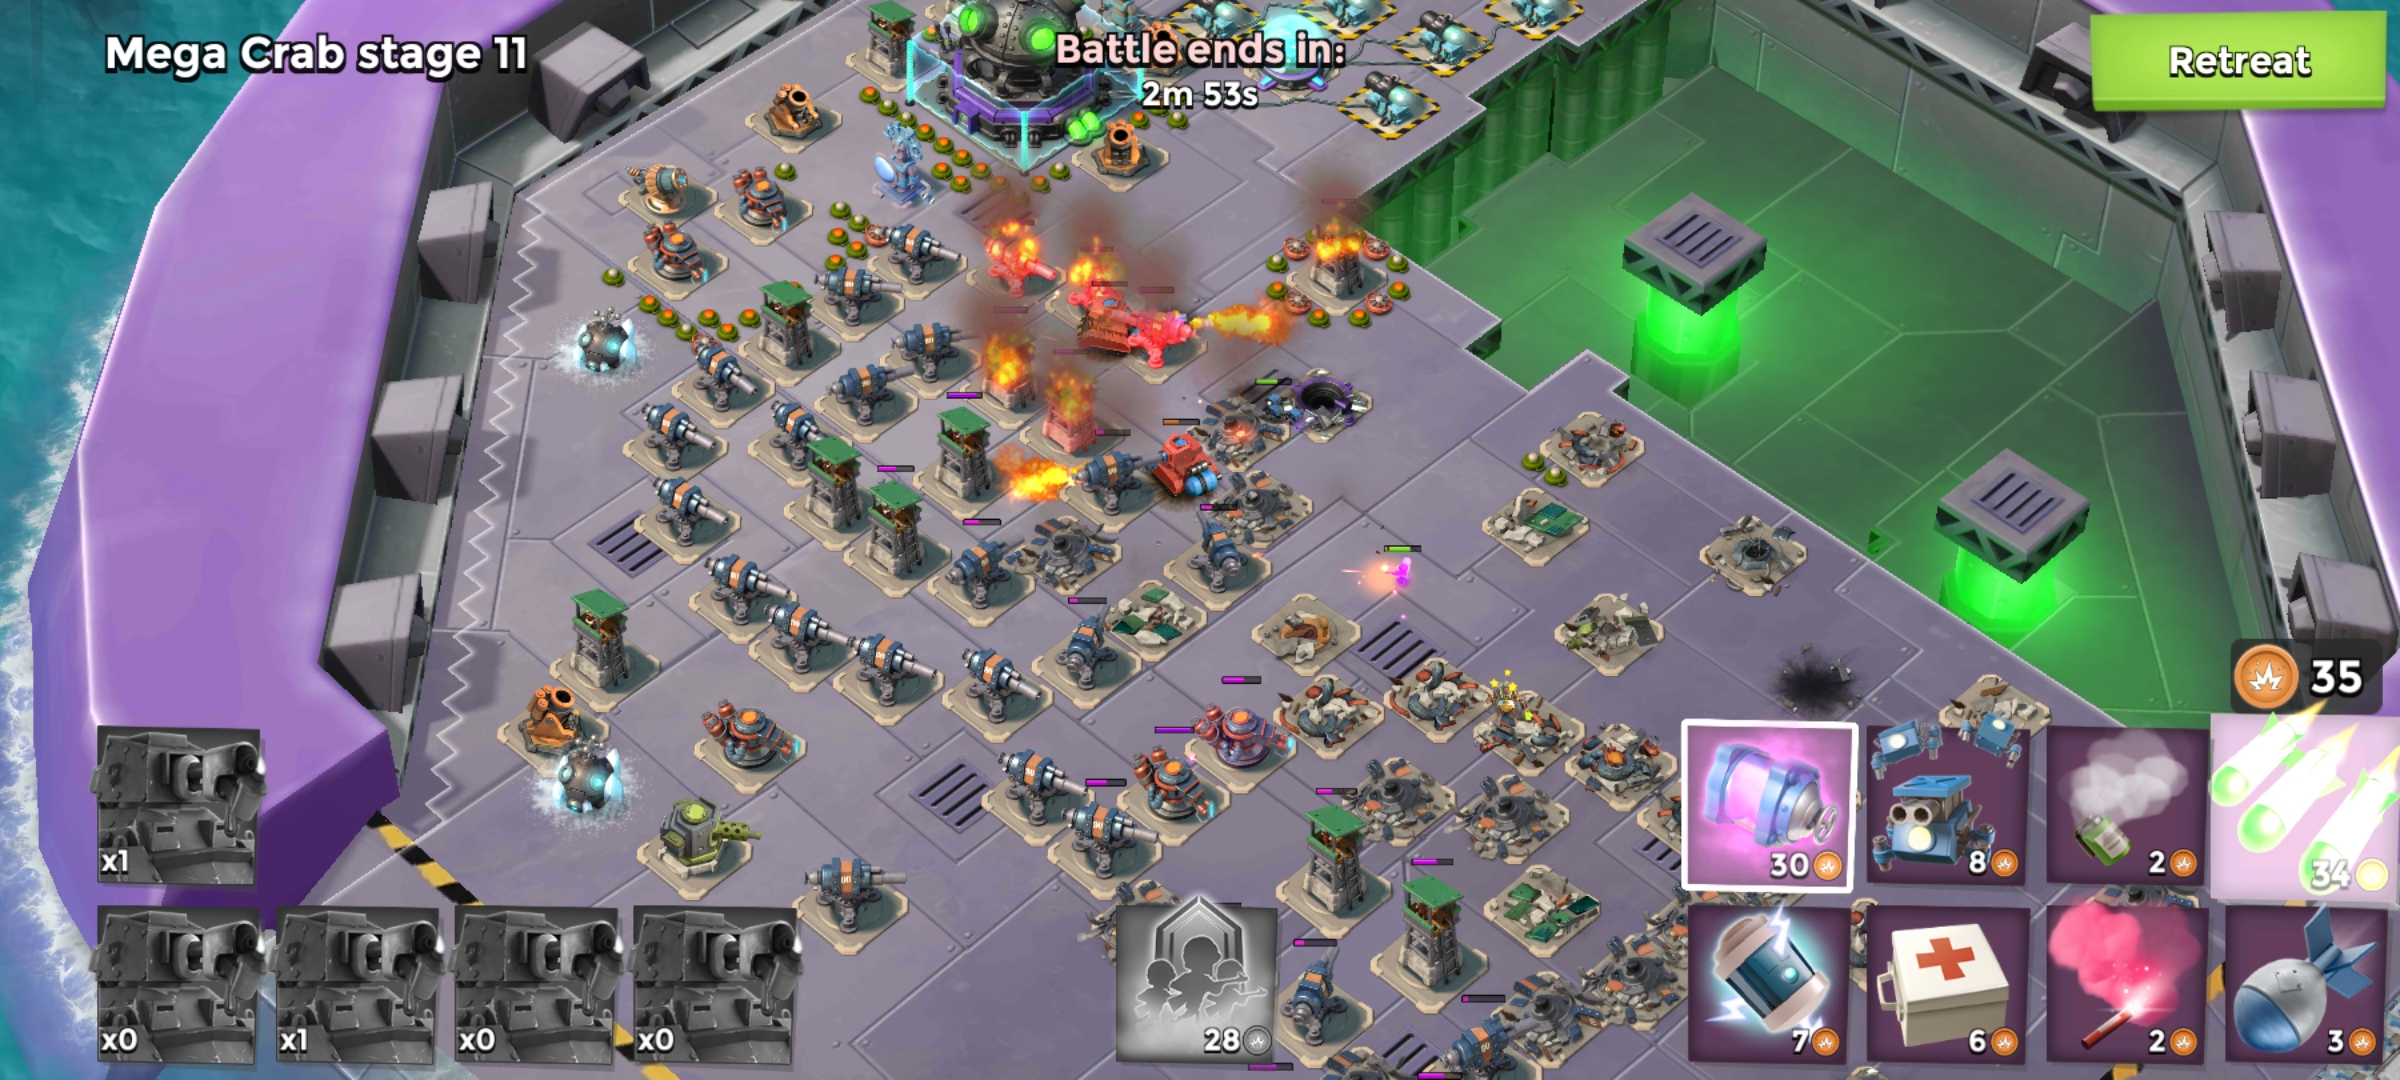 Mega Crab stage 11
Battle ends in:
2m 53s
Retreat
35
x1
30
8
2
34
x0
x1
x0
x0
28
7
6
2
3